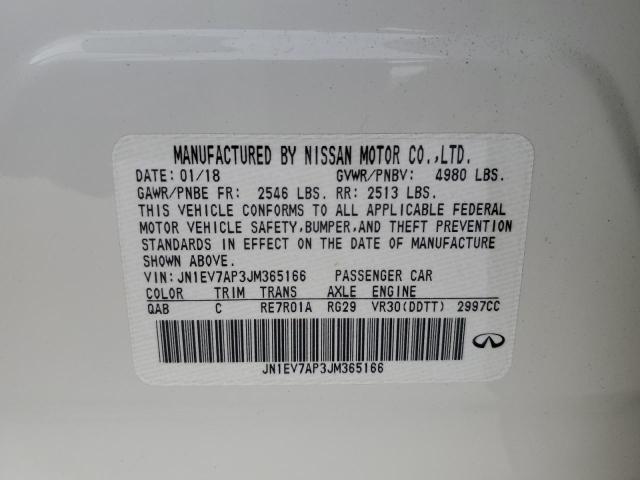 MANUFACTURED BY NISSAN MOTOR CO.,LTD.
DATE: 01/18 GVWR/PNBV: 4980 LBS.
GAWR/PNBE FR: 2546 LBS. RR: 2513 LBS.
THIS VEHICLE CONFORMS TO ALL APPLICABLE FEDERAL
MOTOR VEHICLE SAFETY,BUMPER,AND THEFT PREVENTION
STANDARDS IN EFFECT ON THE DATE OF MANUFACTURE
SHOWN ABOVE.
VIN: JN1EV7AP3JM365166 PASSENGER CAR
COLOR TRIM TRANS AXLE ENGINE
QAB C RE7R01A RG29 VR30(DDTT) 2997CC
JN1EV7AP3JM365166